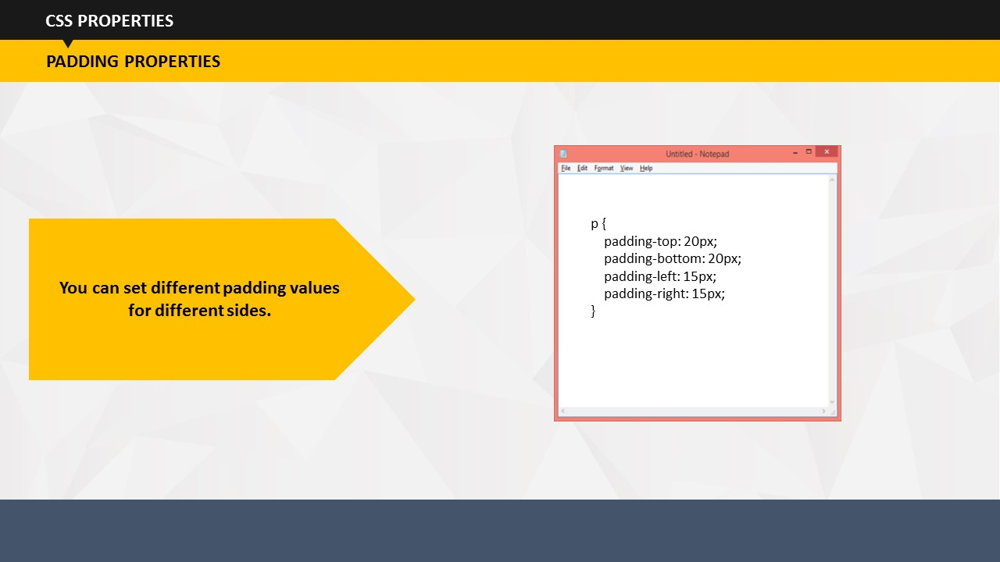 CSS PROPERTIES
PADDING PROPERTIES
You can set different padding values
for different sides.
Untitled - Notepad
File Edit Format View Help
p {
padding-top: 20px;
padding-bottom: 20px;
padding-left: 15px;
padding-right: 15px;
}